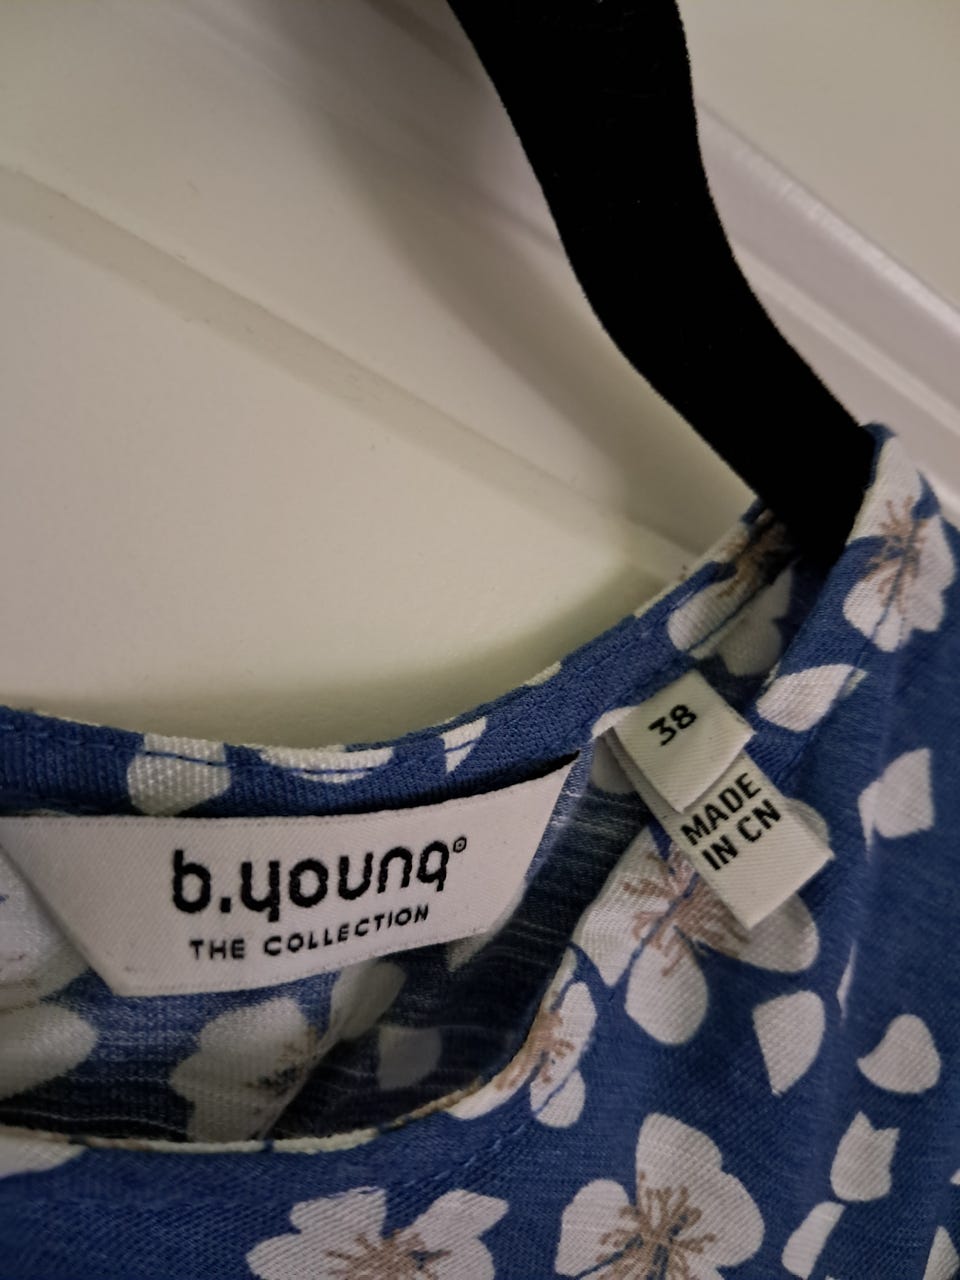 b.young
THE COLLECTION
38
MADE
IN CN